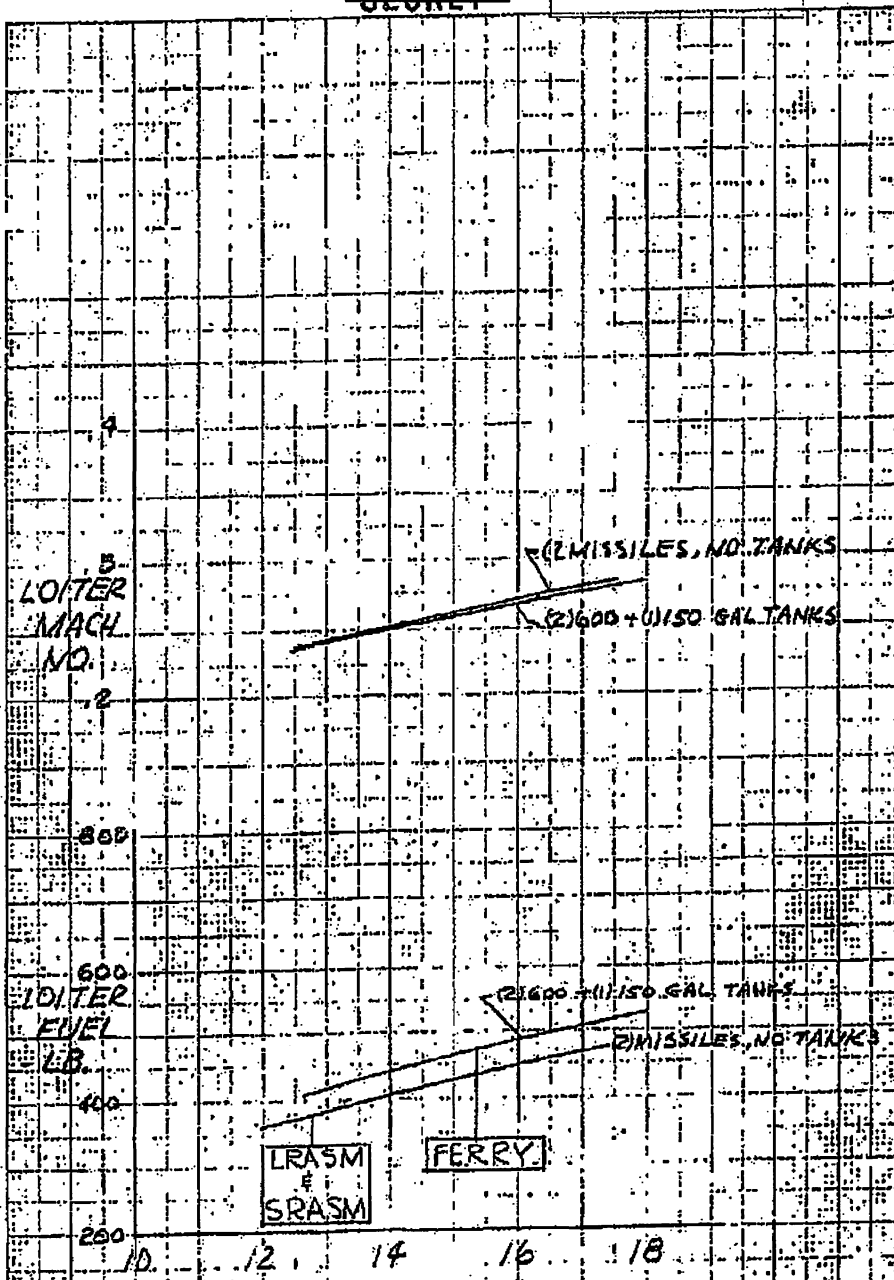 SECRET
.4
.3
(2)MISSILES, NO TANKS
LOITER
MACH
NO.
(2)600 + (1)150 GAL TANKS
.2
800
600
LOITER
FUEL
LB.
(2)600 + (1)150 GAL TANKS
(2)MISSILES, NO TANKS
400
LRASM
&
SRASM
FERRY
200
10 12 14 16 18